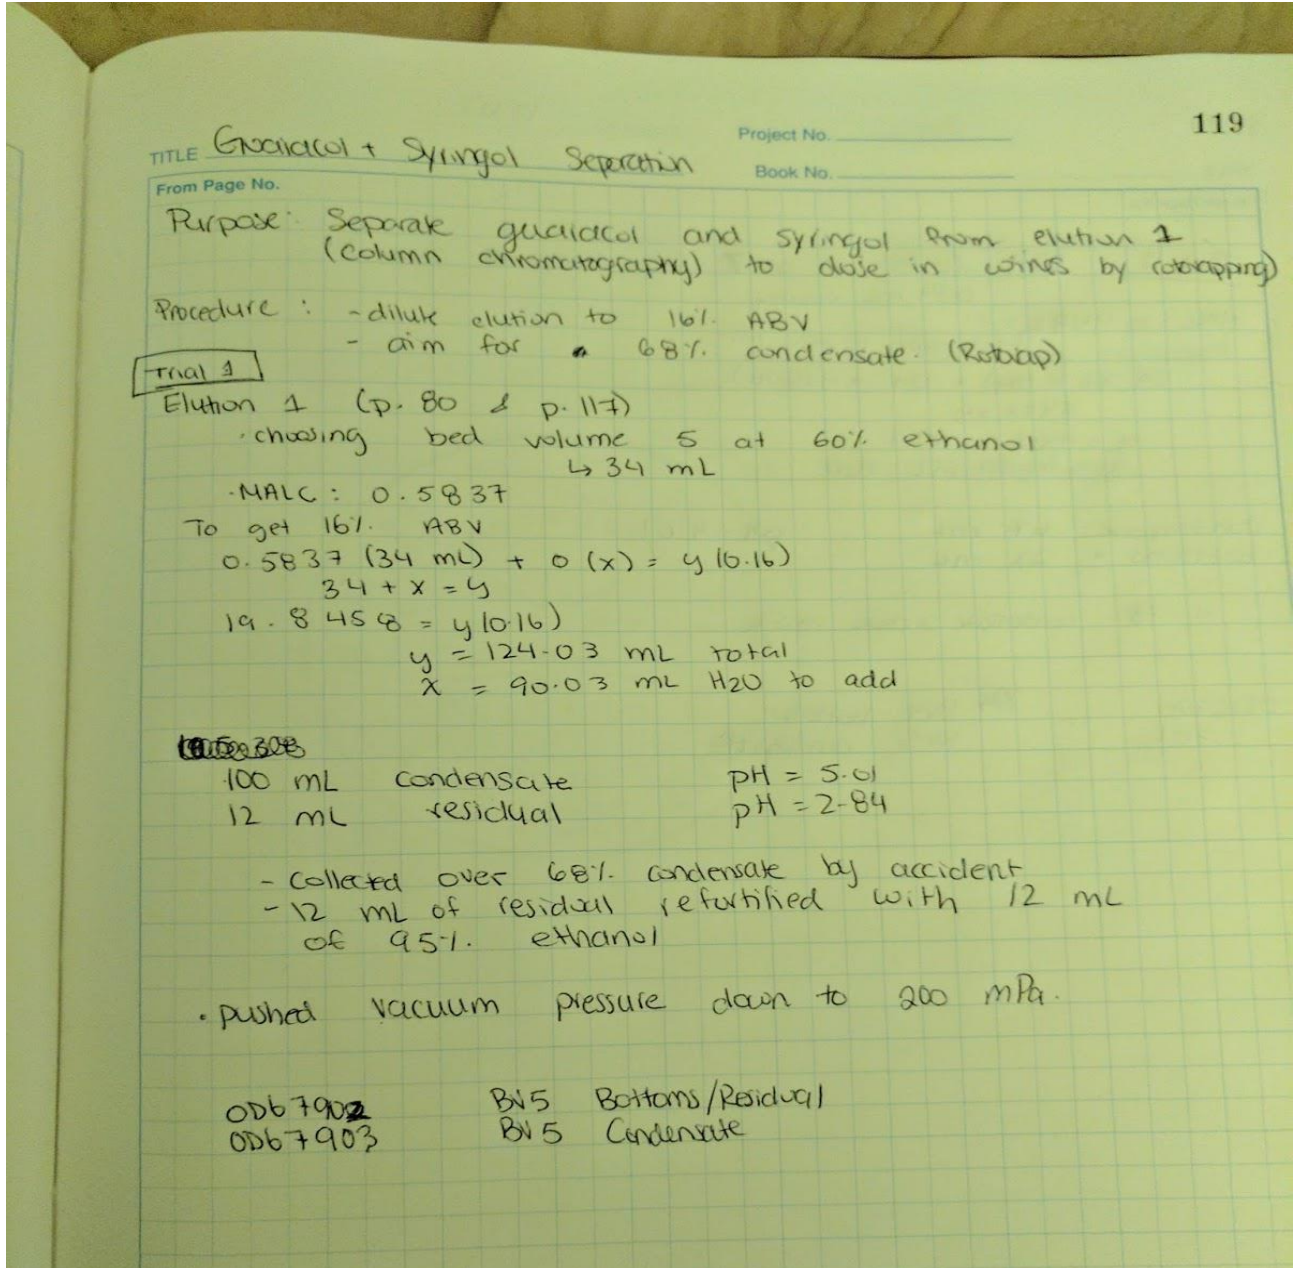 119
TITLE Guaiacol + Syringol Seperation
Project No.
Book No.
From Page No.
Purpose: Separate guaiacol and syringol from elution 1
(column chromatography) to dose in wines by rotovapping)
Procedure : - dilute elution to 16% ABV
- aim for 68% condensate. (Rotovap)
Trial 1
Elution 1 (p. 80 & p. 117)
· choosing bed volume 5 at 60% ethanol
↳ 34 mL
· MALC : 0.5837
To get 16% ABV
0.5837 (34 mL) + 0 (x) = y (0.16)
34 + x = y
19.8458 = y (0.16)
y = 124.03 mL total
x = 90.03 mL H2O to add
100 mL condensate pH = 5.01
12 mL residual pH = 2.84
- Collected over 68% condensate by accident
- 12 mL of residual refortified with 12 mL
of 95% ethanol
· pushed vacuum pressure down to 200 mPa.
OD67902 BV5 Bottoms/Residual
OD67903 BV5 Condensate